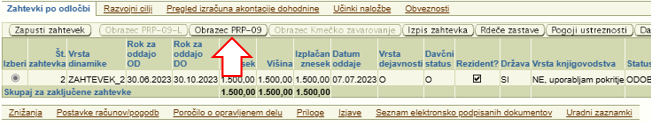 Zahtevki po odločbi Razvojni cilji Pregled izračuna akontacije dohodnine Učinki naložbe Obveznosti
Zapusti zahtevek Obrazec PRP-09-L Obrazec PRP-09 Obrazec Kmečko zavarovanje Izpis zahtevka Rdeče zastave Pogoji ustreznosti Da
Izberi Št. zahtevka Vrsta dinamike Rok za oddajo OD Rok za oddajo DO znesek Višina Izplačan znesek Datum oddaje Vrsta dejavnosti Davčni status Rezident? Država Vrsta knjigovodstva Status
2 ZAHTEVEK_2 30.06.2023 30.10.2023 1.500,00 1.500,00 1.500,00 07.07.2023 O O SI NE, uporabljam pokritje ODOB
Skupaj za zaključene zahtevke 1.500,00 1.500,00 1.500,00
Znižanja Postavke računov/pogodb Poročilo o opravljenem delu Priloge Izjave Seznam elektronsko podpisanih dokumentov Uradni zaznamki